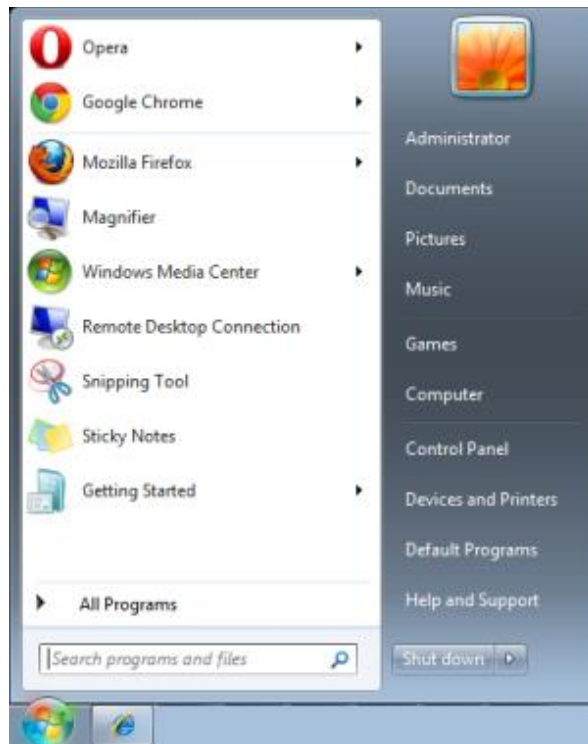 Opera
Google Chrome
Mozilla Firefox
Magnifier
Windows Media Center
Remote Desktop Connection
Snipping Tool
Sticky Notes
Getting Started
All Programs
Search programs and files
Administrator
Documents
Pictures
Music
Games
Computer
Control Panel
Devices and Printers
Default Programs
Help and Support
Shut down